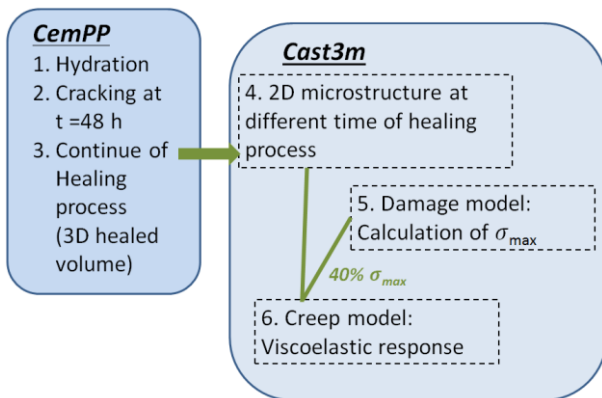 CemPP
1. Hydration
2. Cracking at
t =48 h
3. Continue of
Healing
process
(3D healed
volume)
Cast3m
4. 2D microstructure at
different time of healing
process
5. Damage model:
Calculation of σmax
40% σmax
6. Creep model:
Viscoelastic response